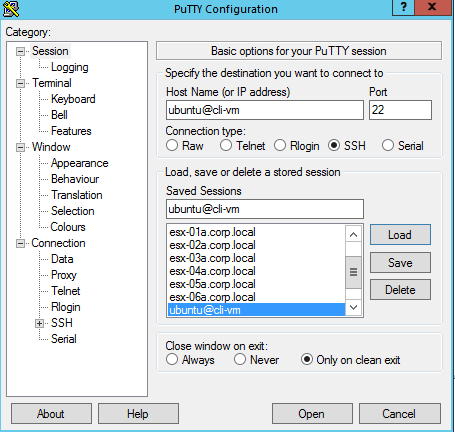 PuTTY Configuration
? X
Category:
Session
Logging
Terminal
Keyboard
Bell
Features
Window
Appearance
Behaviour
Translation
Selection
Colours
Connection
Data
Proxy
Telnet
Rlogin
SSH
Serial
Basic options for your PuTTY session
Specify the destination you want to connect to
Host Name (or IP address) Port
ubuntu@cli-vm 22
Connection type:
Raw Telnet Rlogin SSH Serial
Load, save or delete a stored session
Saved Sessions
ubuntu@cli-vm
esx-01a.corp.local
esx-02a.corp.local
esx-03a.corp.local
esx-04a.corp.local
esx-05a.corp.local
esx-06a.corp.local
ubuntu@cli-vm
Load
Save
Delete
Close window on exit:
Always Never Only on clean exit
About Help Open Cancel